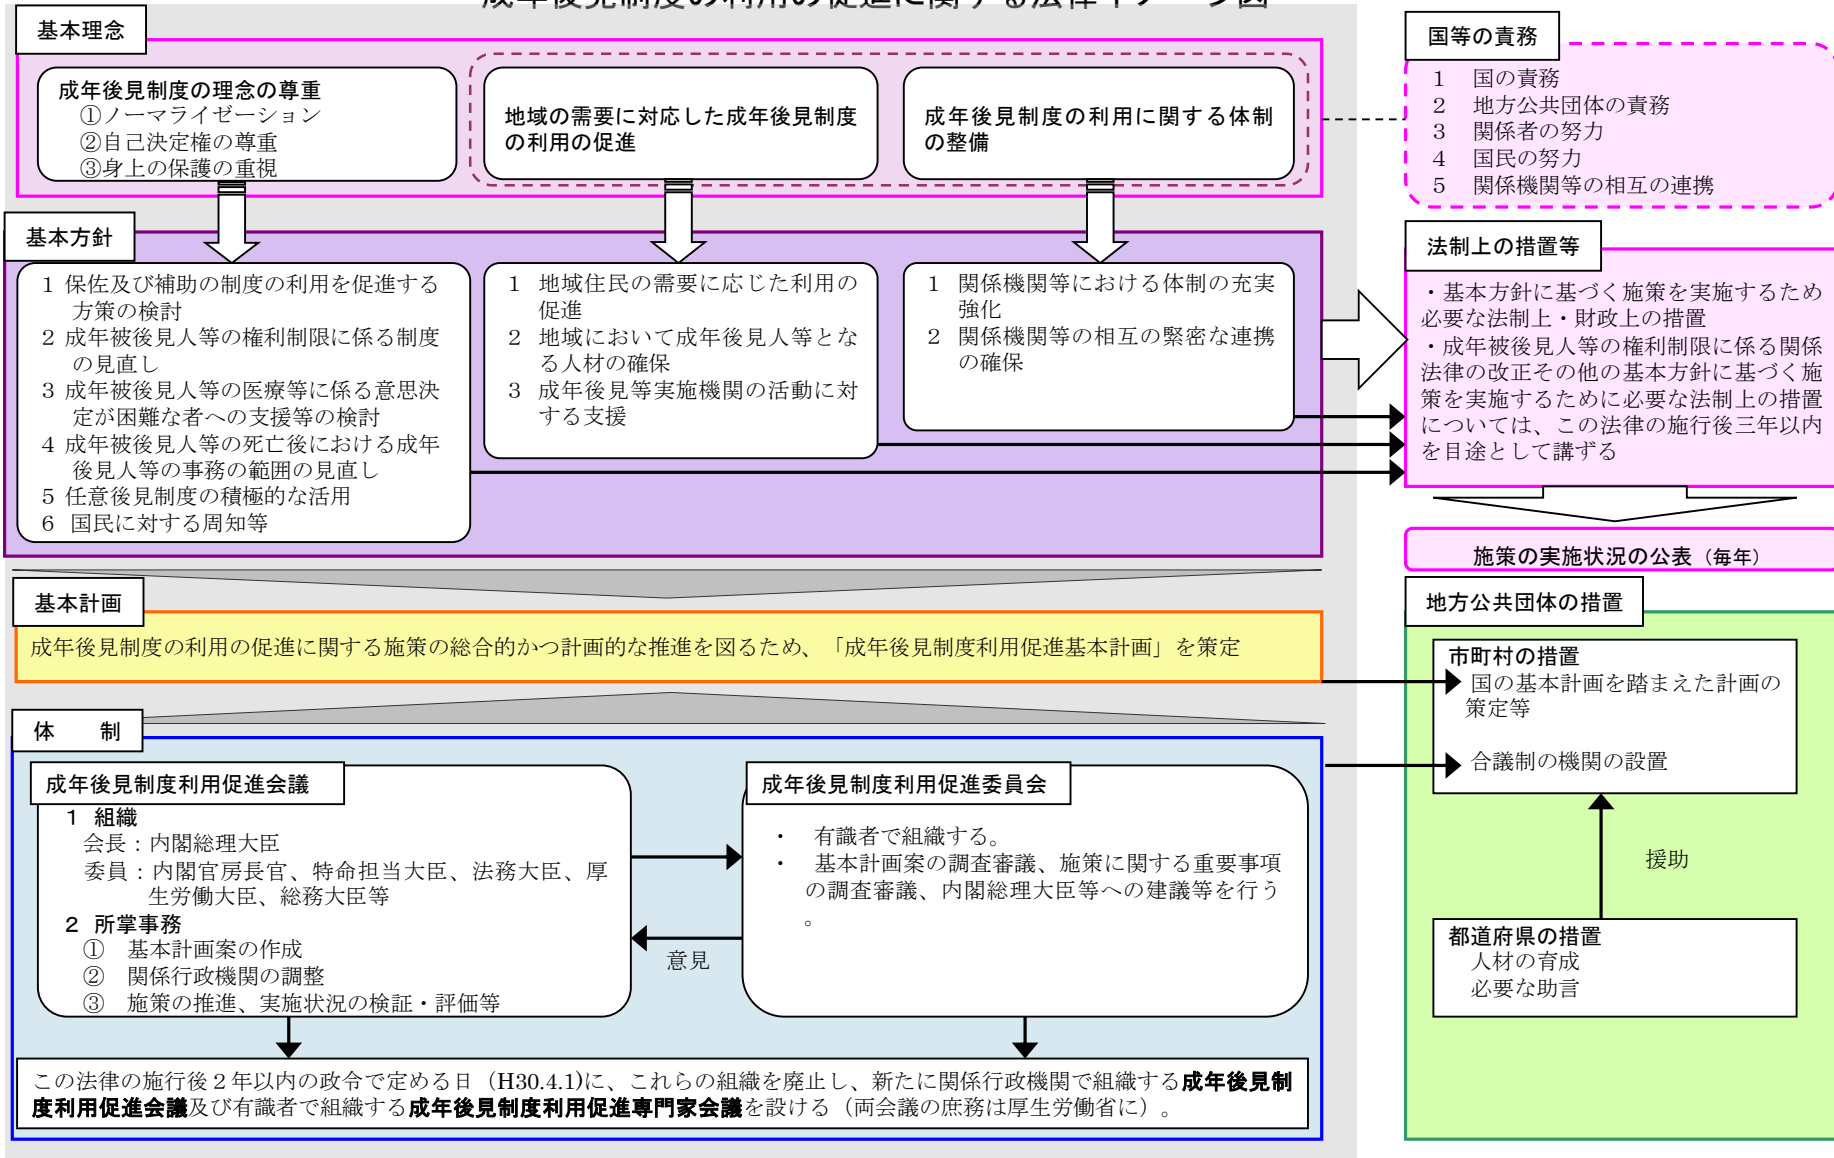 成年後見制度の利用の促進に関する法律イメージ図
基本理念
成年後見制度の理念の尊重
①ノーマライゼーション
②自己決定権の尊重
③身上の保護の重視
地域の需要に対応した成年後見制度
の利用の促進
成年後見制度の利用に関する体制
の整備
国等の責務
1 国の責務
2 地方公共団体の責務
3 関係者の努力
4 国民の努力
5 関係機関等の相互の連携
基本方針
1 保佐及び補助の制度の利用を促進する
方策の検討
2 成年被後見人等の権利制限に係る制度
の見直し
3 成年被後見人等の医療等に係る意思決
定が困難な者への支援等の検討
4 成年被後見人等の死亡後における成年
後見人等の事務の範囲の見直し
5 任意後見制度の積極的な活用
6 国民に対する周知等
1 地域住民の需要に応じた利用の
促進
2 地域において成年後見人等とな
る人材の確保
3 成年後見等実施機関の活動に対
する支援
1 関係機関等における体制の充実
強化
2 関係機関等の相互の緊密な連携
の確保
法制上の措置等
・基本方針に基づく施策を実施するため
必要な法制上・財政上の措置
・成年被後見人等の権利制限に係る関係
法律の改正その他の基本方針に基づく施
策を実施するために必要な法制上の措置
については、この法律の施行後三年以内
を目途として講ずる
施策の実施状況の公表(毎年)
基本計画
成年後見制度の利用の促進に関する施策の総合的かつ計画的な推進を図るため、「成年後見制度利用促進基本計画」を策定
地方公共団体の措置
市町村の措置
国の基本計画を踏まえた計画の
策定等
合議制の機関の設置
援助
都道府県の措置
人材の育成
必要な助言
体 制
成年後見制度利用促進会議
1 組織
会長:内閣総理大臣
委員:内閣官房長官、特命担当大臣、法務大臣、厚
生労働大臣、総務大臣等
2 所掌事務
① 基本計画案の作成
② 関係行政機関の調整
③ 施策の推進、実施状況の検証・評価等
意見
成年後見制度利用促進委員会
・ 有識者で組織する。
・ 基本計画案の調査審議、施策に関する重要事項
の調査審議、内閣総理大臣等への建議等を行う
。
この法律の施行後2年以内の政令で定める日(H30.4.1)に、これらの組織を廃止し、新たに関係行政機関で組織する成年後見制
度利用促進会議及び有識者で組織する成年後見制度利用促進専門家会議を設ける(両会議の庶務は厚生労働省に)。